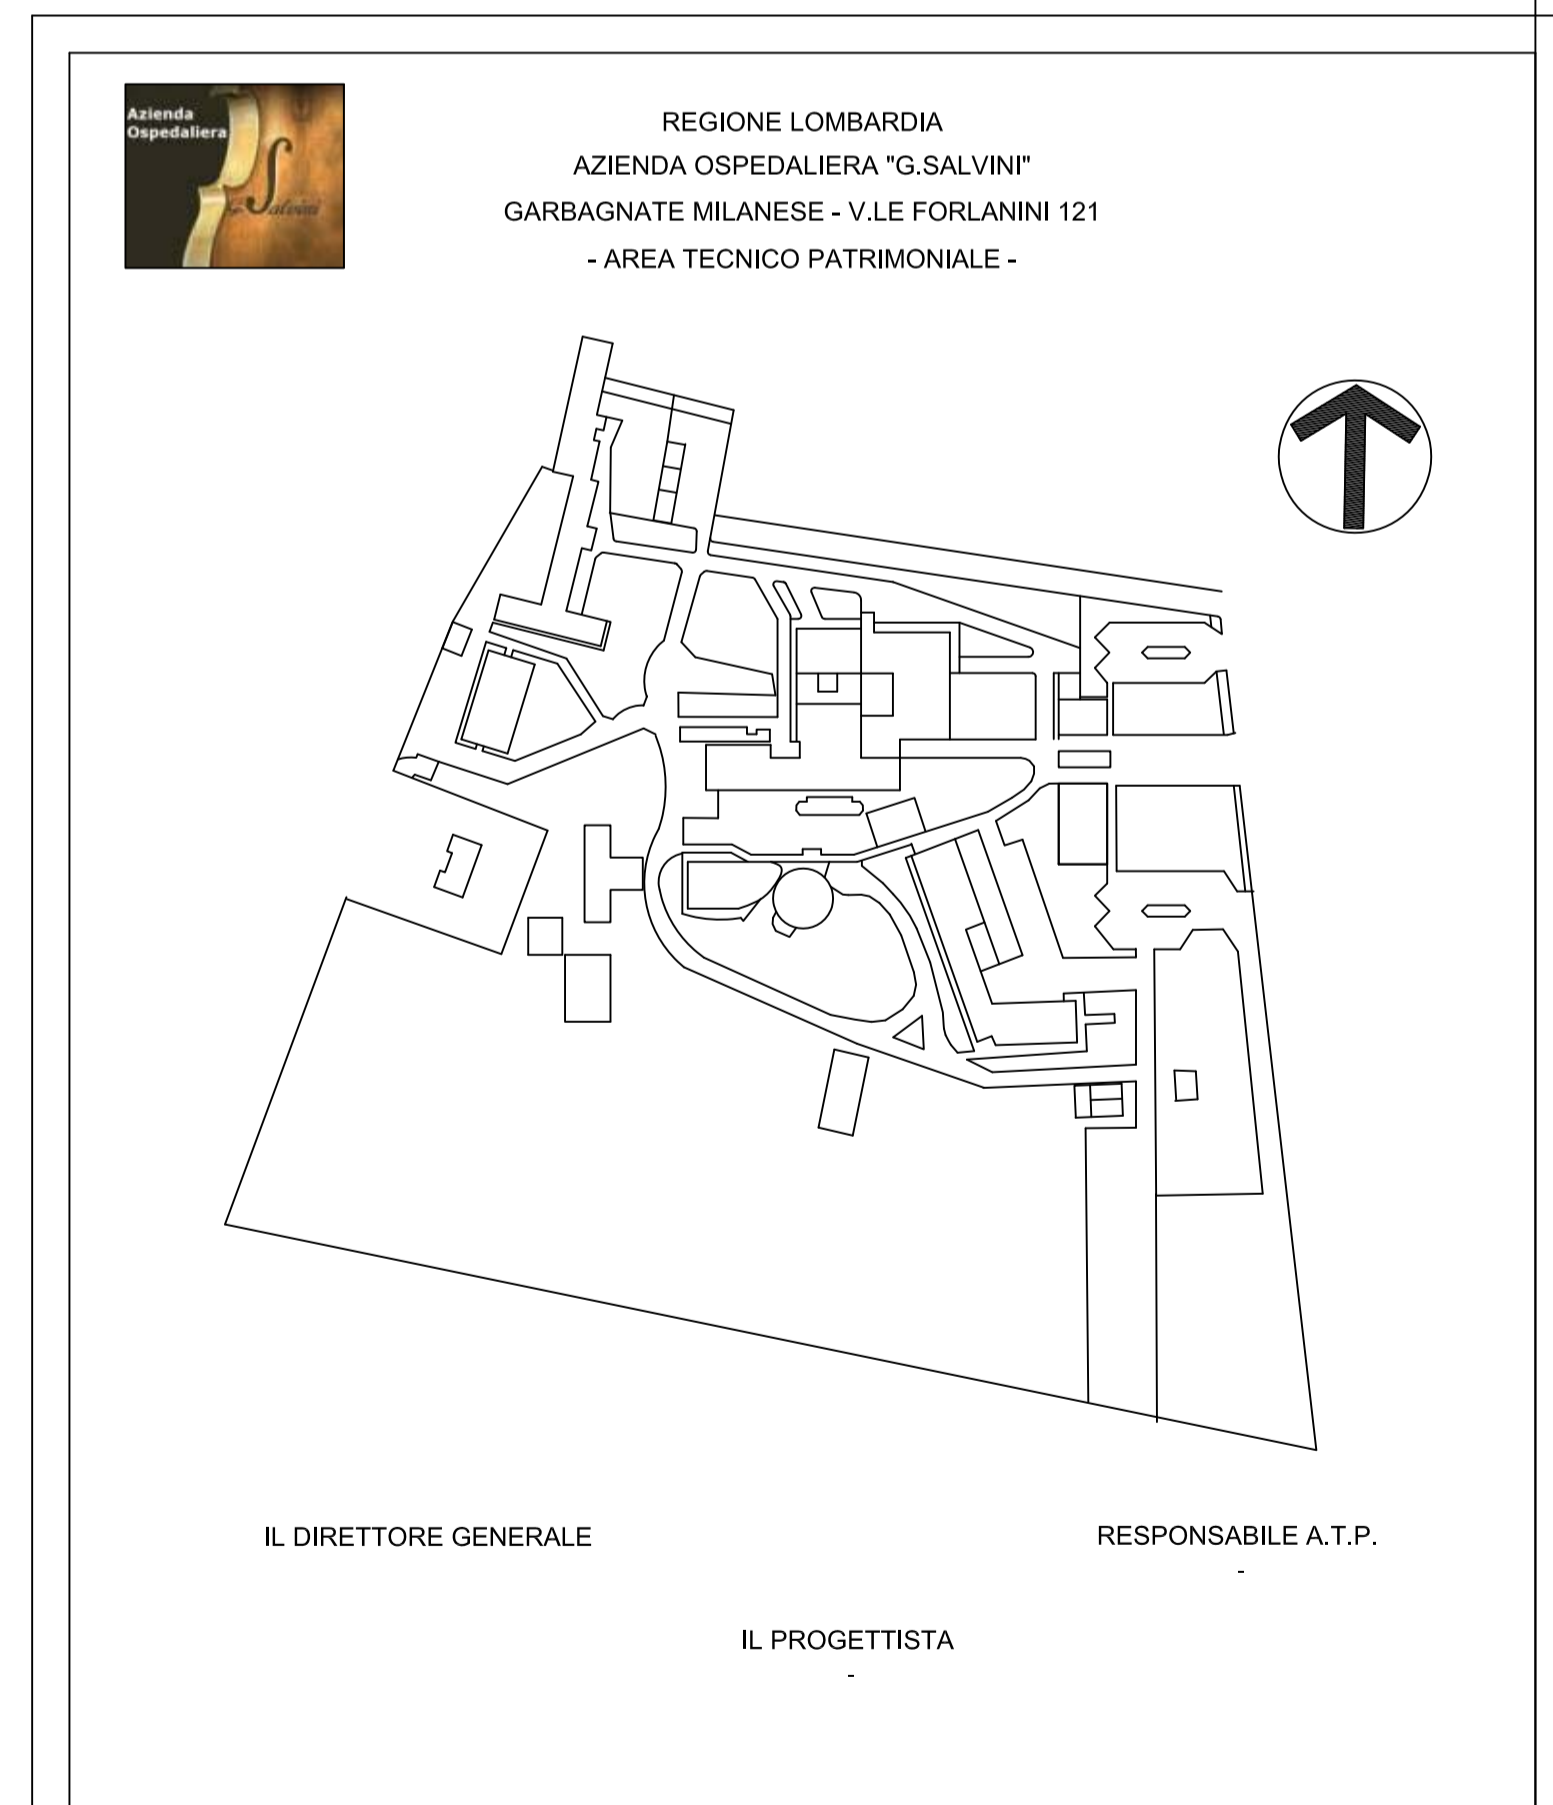 Azienda
Ospedaliera
G. Salvini
REGIONE LOMBARDIA
AZIENDA OSPEDALIERA "G.SALVINI"
GARBAGNATE MILANESE - V.LE FORLANINI 121
- AREA TECNICO PATRIMONIALE -
IL DIRETTORE GENERALE
RESPONSABILE A.T.P.
-
IL PROGETTISTA
-